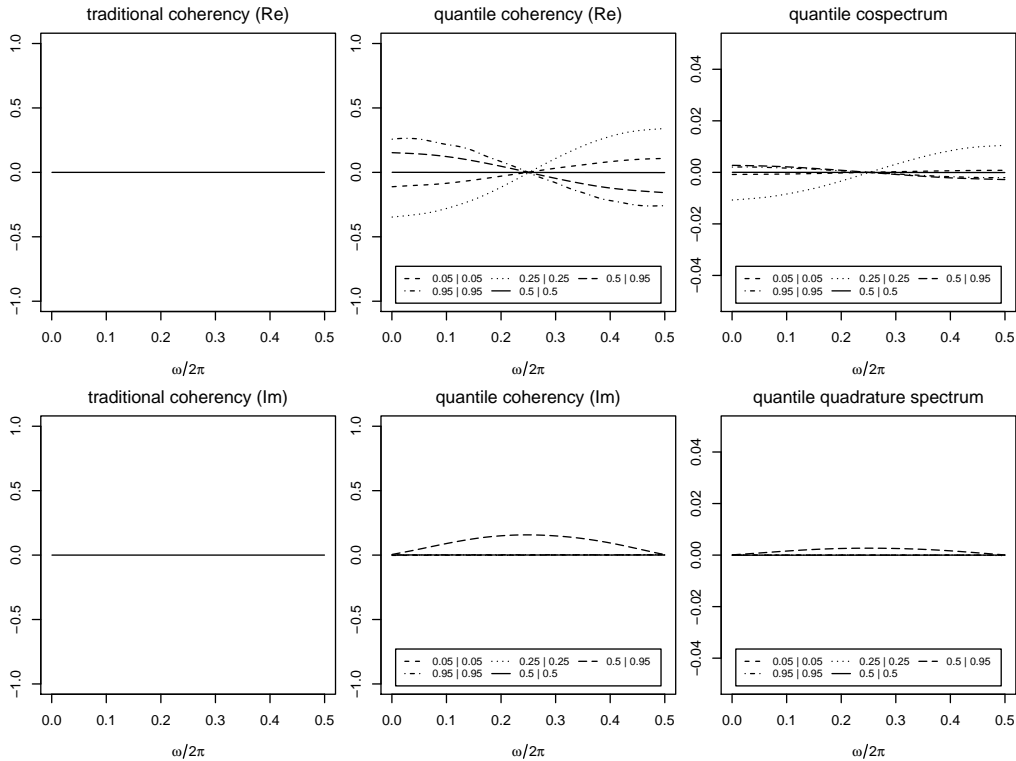 traditional coherency (Re)
1.0
0.5
0.0
−0.5
−1.0
0.0 0.1 0.2 0.3 0.4 0.5
ω/2π
quantile coherency (Re)
1.0
0.5
0.0
−0.5
−1.0
0.05 | 0.05 0.25 | 0.25 0.5 | 0.95
0.95 | 0.95 0.5 | 0.5
0.0 0.1 0.2 0.3 0.4 0.5
ω/2π
quantile cospectrum
0.04
0.02
0.00
−0.02
−0.04
0.05 | 0.05 0.25 | 0.25 0.5 | 0.95
0.95 | 0.95 0.5 | 0.5
0.0 0.1 0.2 0.3 0.4 0.5
ω/2π
traditional coherency (Im)
1.0
0.5
0.0
−0.5
−1.0
0.0 0.1 0.2 0.3 0.4 0.5
ω/2π
quantile coherency (Im)
1.0
0.5
0.0
−0.5
−1.0
0.05 | 0.05 0.25 | 0.25 0.5 | 0.95
0.95 | 0.95 0.5 | 0.5
0.0 0.1 0.2 0.3 0.4 0.5
ω/2π
quantile quadrature spectrum
0.04
0.02
0.00
−0.02
−0.04
0.05 | 0.05 0.25 | 0.25 0.5 | 0.95
0.95 | 0.95 0.5 | 0.5
0.0 0.1 0.2 0.3 0.4 0.5
ω/2π